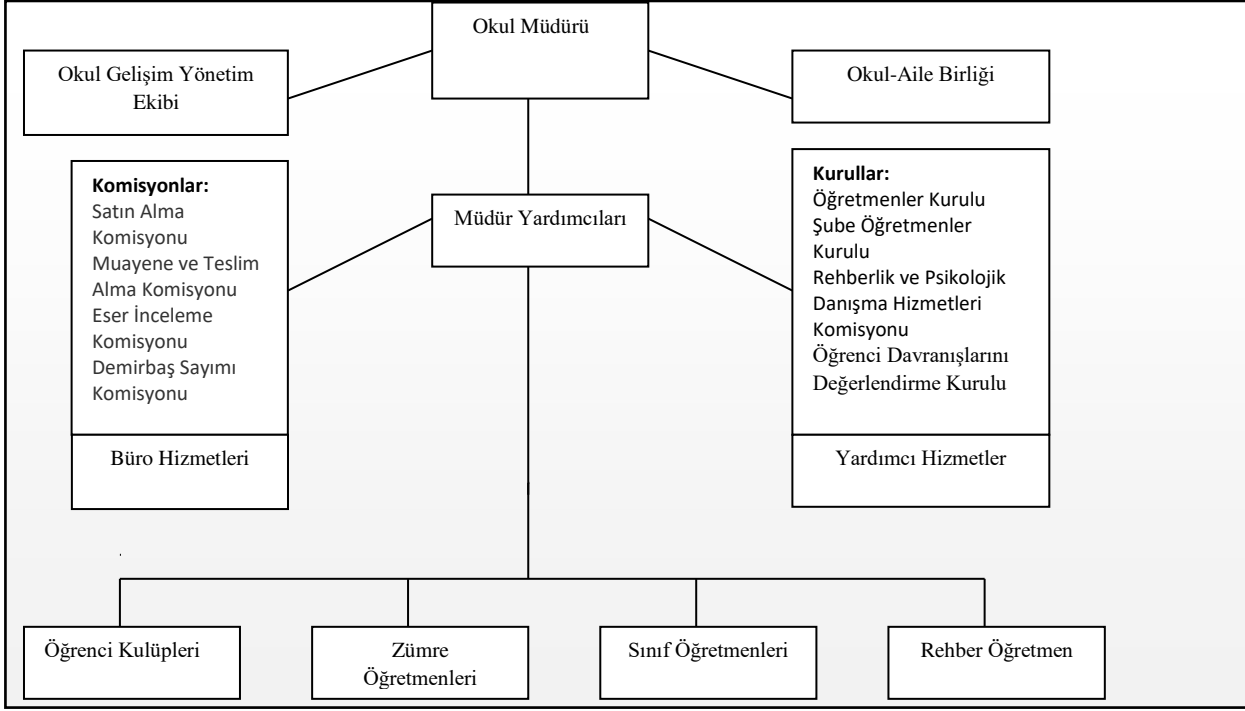 Okul Müdürü
Okul Gelişim Yönetim
Ekibi
Okul-Aile Birliği
Komisyonlar:
Satın Alma
Komisyonu
Muayene ve Teslim
Alma Komisyonu
Eser İnceleme
Komisyonu
Demirbaş Sayımı
Komisyonu
Müdür Yardımcıları
Kurullar:
Öğretmenler Kurulu
Şube Öğretmenler
Kurulu
Rehberlik ve Psikolojik
Danışma Hizmetleri
Komisyonu
Öğrenci Davranışlarını
Değerlendirme Kurulu
Büro Hizmetleri
Yardımcı Hizmetler
Öğrenci Kulüpleri
Zümre
Öğretmenleri
Sınıf Öğretmenleri
Rehber Öğretmen